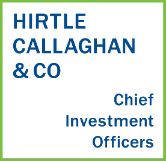 HIRTLE
CALLAGHAN
& CO
Chief
Investment
Officers